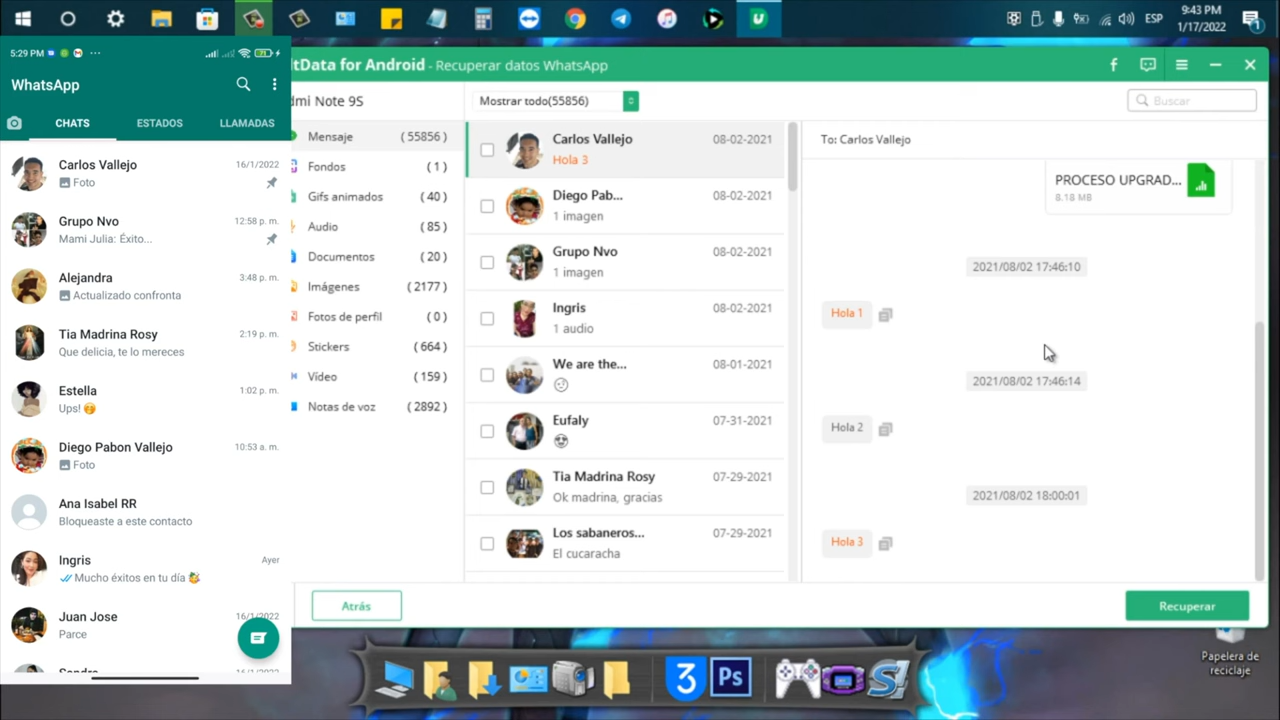 ESP
9:43 PM
1/17/2022
5:29 PM
71
WhatsApp
CHATS
ESTADOS
LLAMADAS
Carlos Vallejo
16/1/2022
Foto
Grupo Nvo
12:58 p. m.
Mami Julia: Éxito...
Alejandra
3:48 p. m.
Actualizado confronta
Tia Madrina Rosy
2:19 p. m.
Que delicia, te lo mereces
Estella
1:02 p. m.
Ups! 🤭
Diego Pabon Vallejo
10:53 a. m.
Foto
Ana Isabel RR
Bloqueaste a este contacto
Ingris
Ayer
Mucho éxitos en tu día
Juan Jose
16/1/2022
Parce
tData for Android - Recuperar datos WhatsApp
dmi Note 9S
Mensaje (55856)
Fondos (1)
Gifs animados (40)
Audio (85)
Documentos (20)
Imágenes (2177)
Fotos de perfil (0)
Stickers (664)
Vídeo (159)
Notas de voz (2892)
Mostrar todo(55856)
Carlos Vallejo
08-02-2021
Hola 3
Diego Pab...
08-02-2021
1 imagen
Grupo Nvo
08-02-2021
1 imagen
Ingris
08-02-2021
1 audio
We are the...
08-01-2021
Eufaly
07-31-2021
Tia Madrina Rosy
07-29-2021
Ok madrina, gracias
Los sabaneros...
07-29-2021
El cucaracha
Buscar
To: Carlos Vallejo
PROCESO UPGRAD...
8.18 MB
2021/08/02 17:46:10
Hola 1
2021/08/02 17:46:14
Hola 2
2021/08/02 18:00:01
Hola 3
Atrás
Recuperar
3
Ps
Papelera de
reciclaje